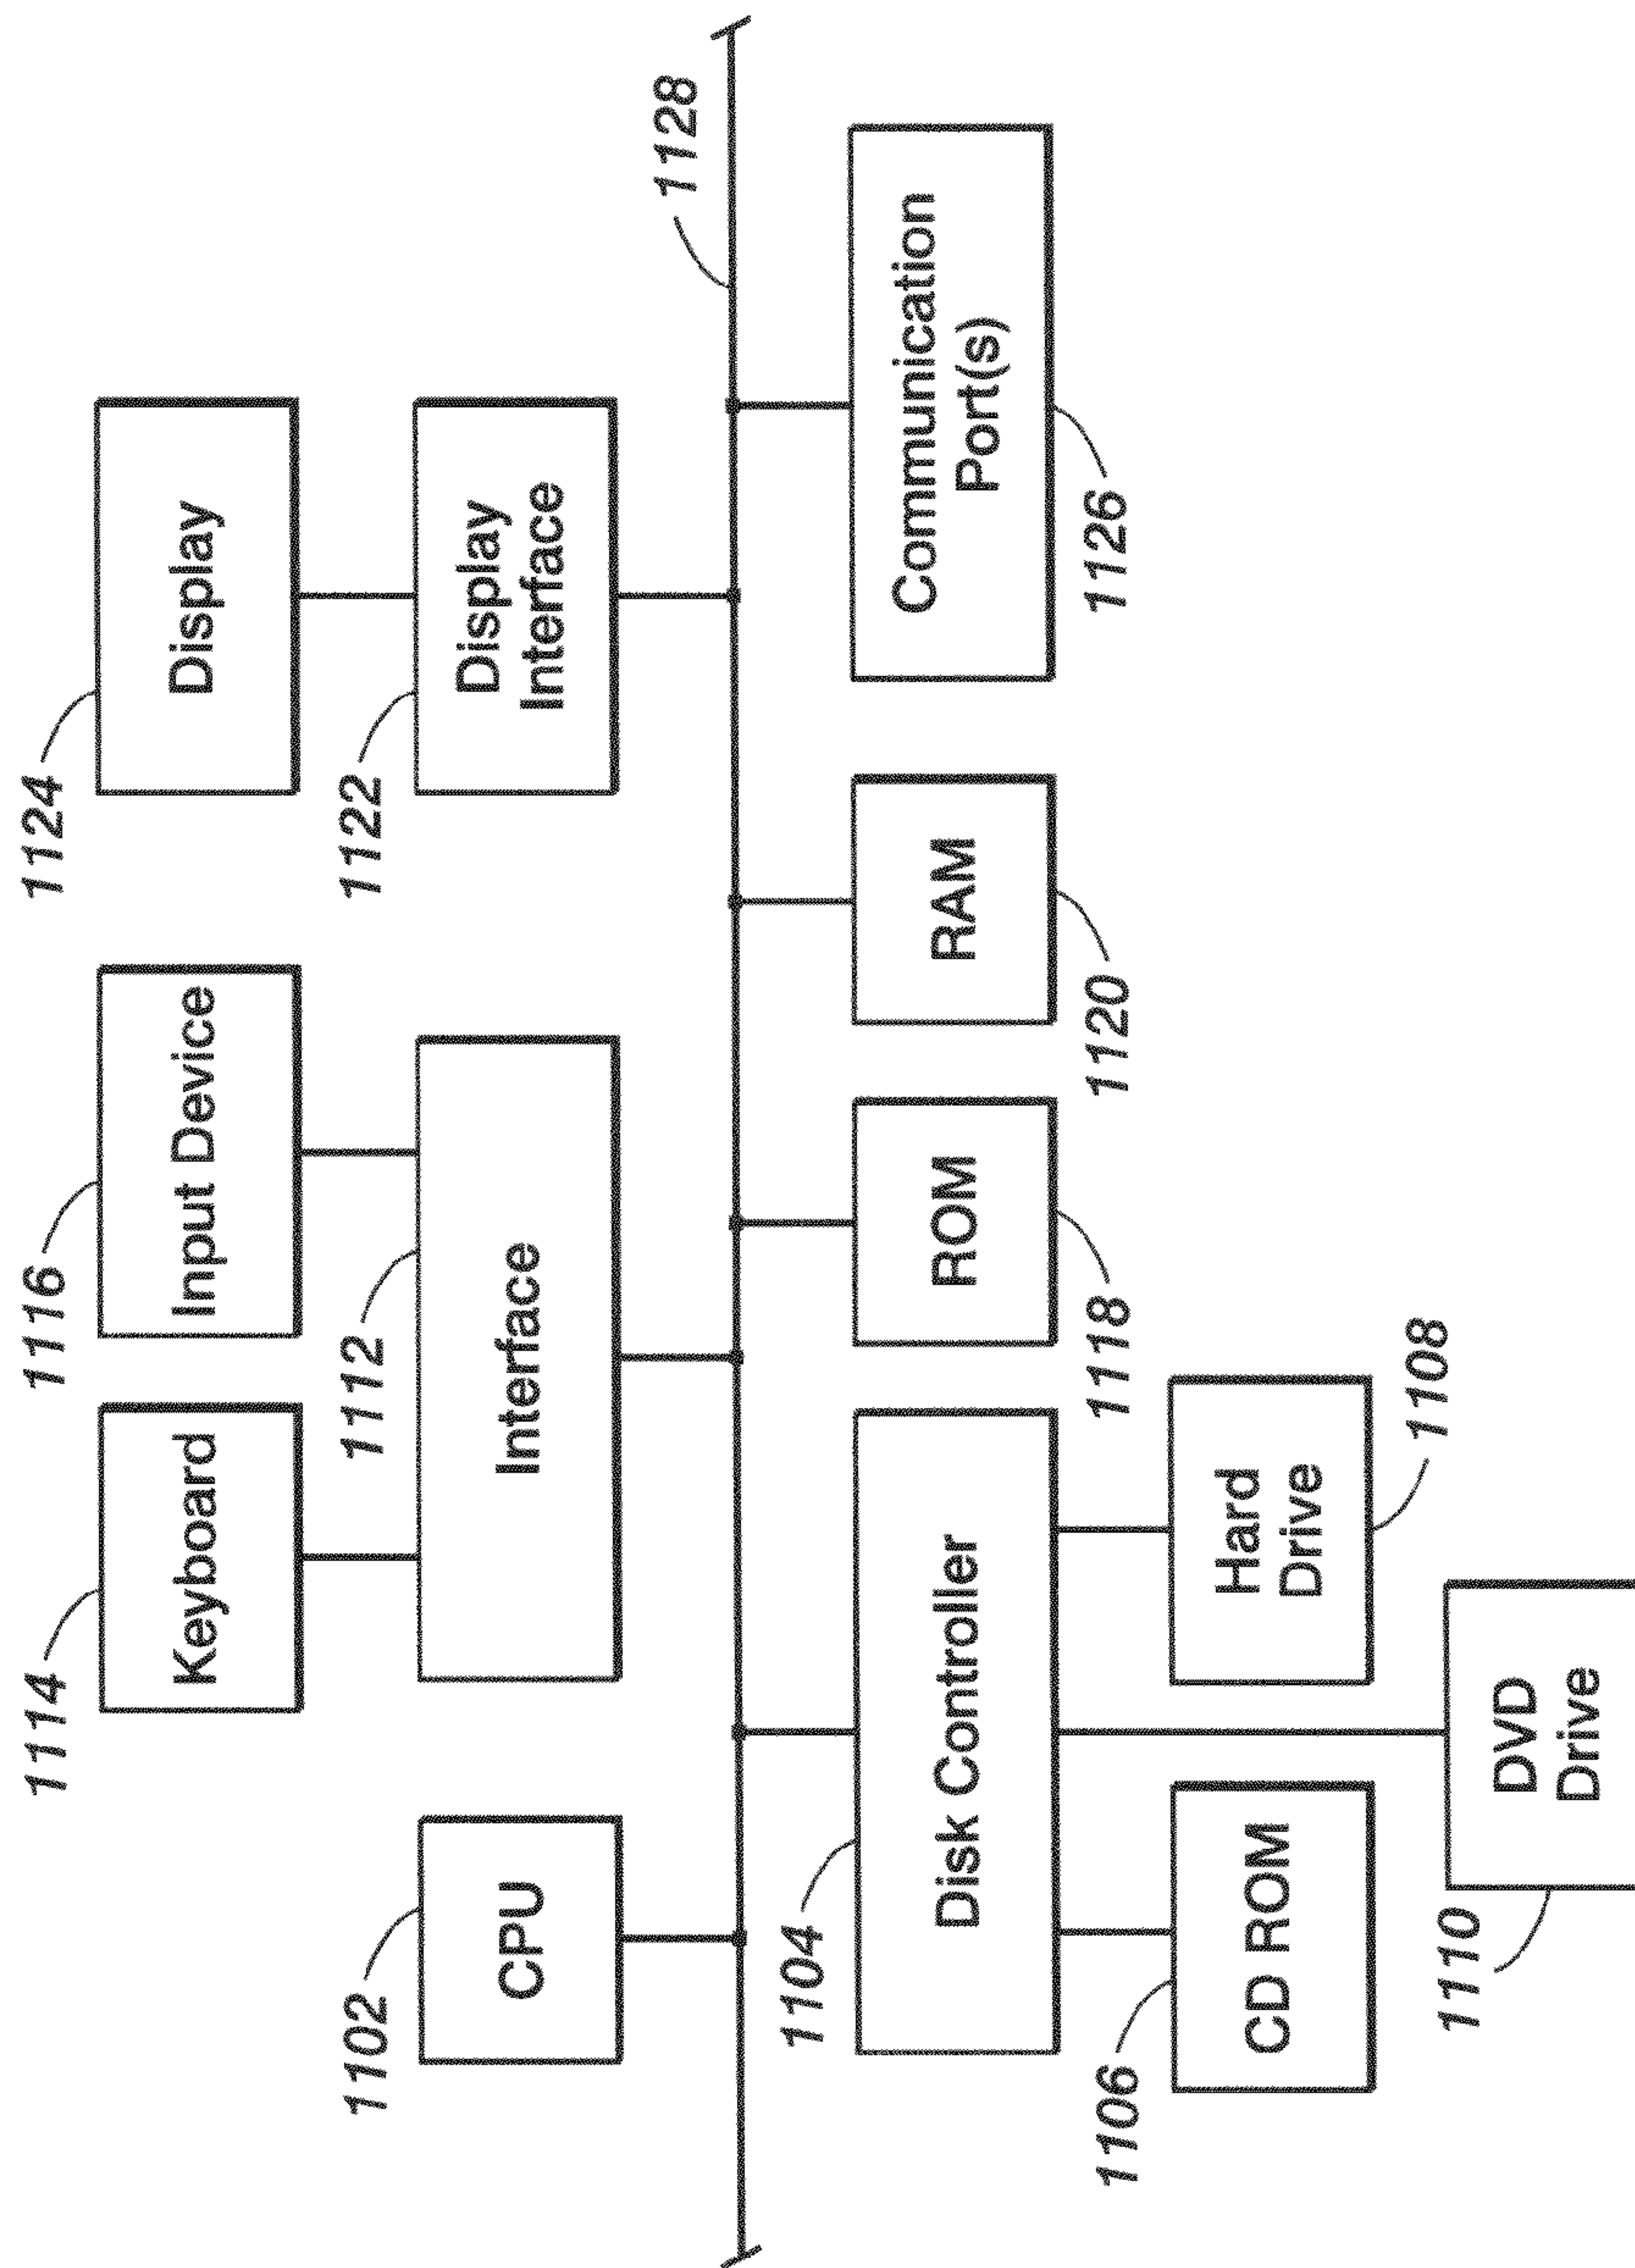 1124
Display
1116
Input Device
1114
Keyboard
1122
Display
Interface
1112
Interface
1102
CPU
1128
1104
Disk Controller
ROM
1118
RAM
1120
Communication
Port(s)
1126
1106
CD ROM
Hard
Drive
1108
1110
DVD
Drive